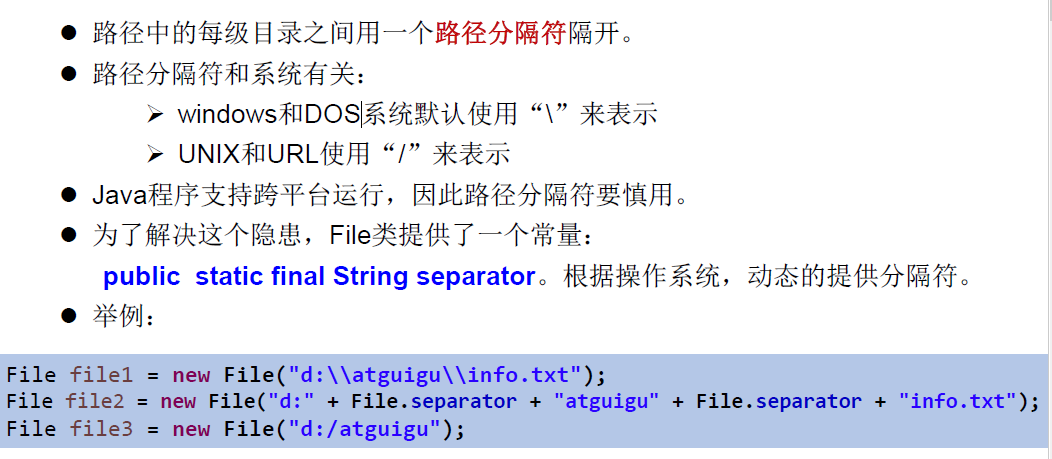 ● 路径中的每级目录之间用一个路径分隔符隔开。
● 路径分隔符和系统有关：
➢ windows和DOS系统默认使用“\”来表示
➢ UNIX和URL使用“/”来表示
● Java程序支持跨平台运行，因此路径分隔符要慎用。
● 为了解决这个隐患，File类提供了一个常量：
public static final String separator。根据操作系统，动态的提供分隔符。
● 举例：
File file1 = new File("d:\\atguigu\\info.txt");
File file2 = new File("d:" + File.separator + "atguigu" + File.separator + "info.txt");
File file3 = new File("d:/atguigu");